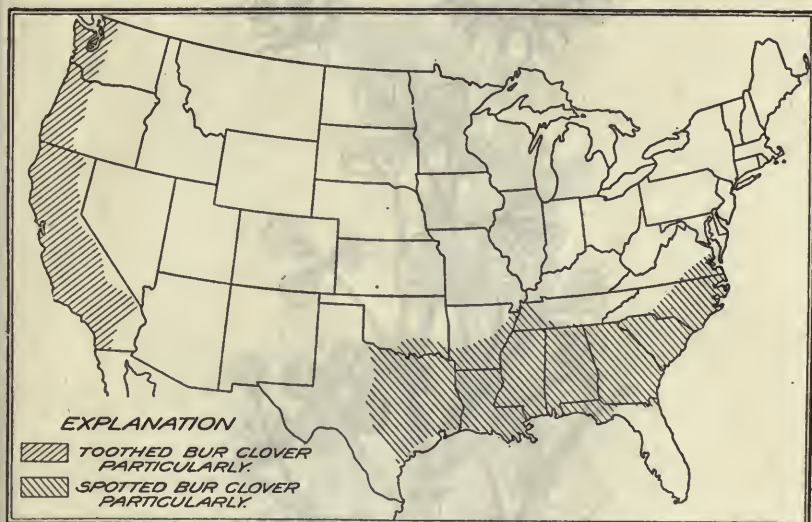 EXPLANATION
TOOTHED BUR CLOVER
PARTICULARLY.
SPOTTED BUR CLOVER
PARTICULARLY.